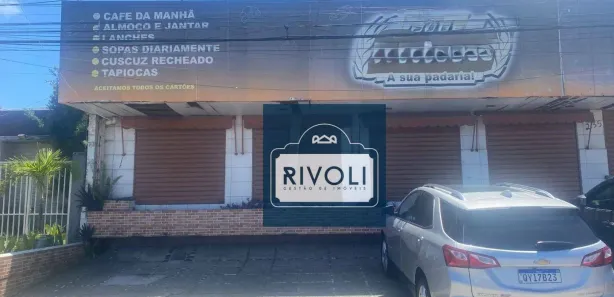 CAFE DA MANHÃ
ALMOÇO E JANTAR
LANCHES
SOPAS DIARIAMENTE
CUSCUZ RECHEADO
TAPIOCAS
ACEITAMOS TODOS OS CARTÕES
A sua padaria!
RIVOLI
GESTÃO DE IMÓVEIS